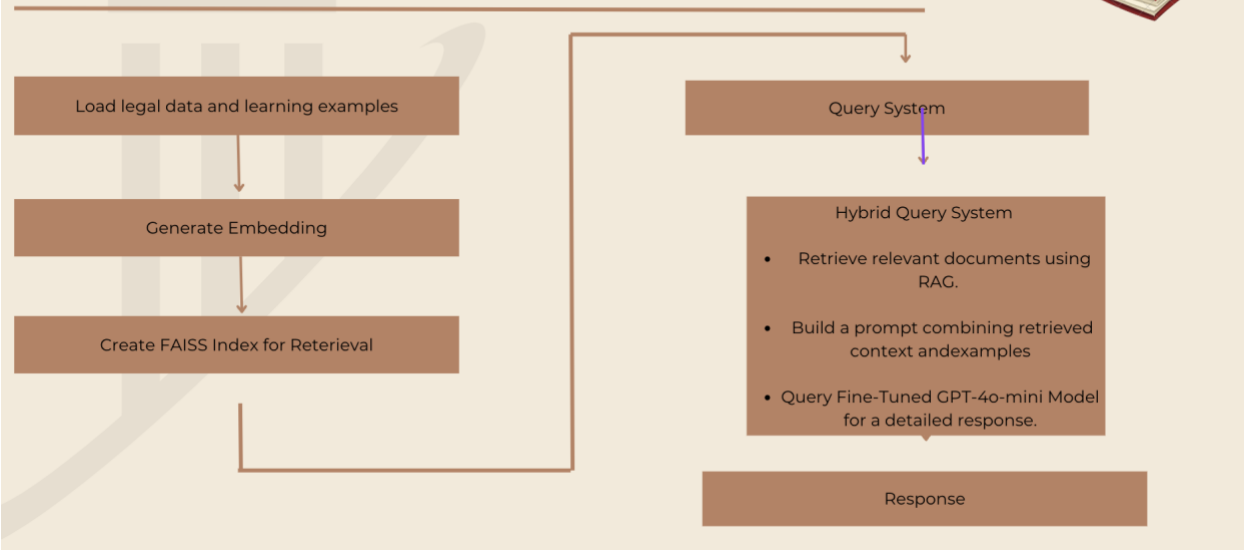 Load legal data and learning examples
Generate Embedding
Create FAISS Index for Reterieval
Query System
Hybrid Query System
• Retrieve relevant documents using
RAG.
• Build a prompt combining retrieved
context andexamples
• Query Fine-Tuned GPT-4o-mini Model
for a detailed response.
Response